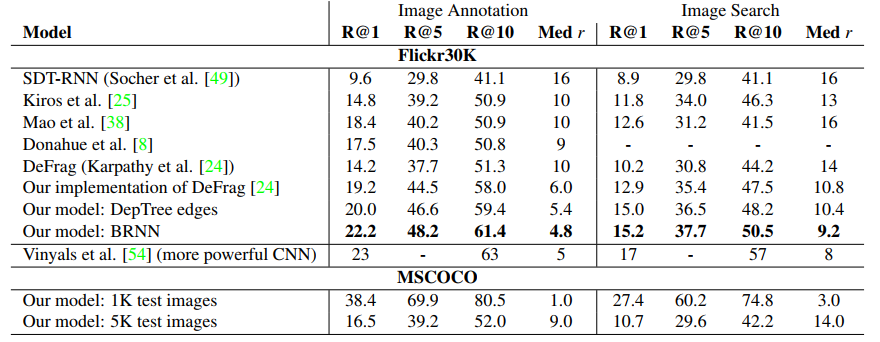 Image Annotation Image Search
Model R@1 R@5 R@10 Med r R@1 R@5 R@10 Med r
Flickr30K
SDT-RNN (Socher et al. [49]) 9.6 29.8 41.1 16 8.9 29.8 41.1 16
Kiros et al. [25] 14.8 39.2 50.9 10 11.8 34.0 46.3 13
Mao et al. [38] 18.4 40.2 50.9 10 12.6 31.2 41.5 16
Donahue et al. [8] 17.5 40.3 50.8 9 - - - -
DeFrag (Karpathy et al. [24]) 14.2 37.7 51.3 10 10.2 30.8 44.2 14
Our implementation of DeFrag [24] 19.2 44.5 58.0 6.0 12.9 35.4 47.5 10.8
Our model: DepTree edges 20.0 46.6 59.4 5.4 15.0 36.5 48.2 10.4
Our model: BRNN 22.2 48.2 61.4 4.8 15.2 37.7 50.5 9.2
Vinyals et al. [54] (more powerful CNN) 23 - 63 5 17 - 57 8
MSCOCO
Our model: 1K test images 38.4 69.9 80.5 1.0 27.4 60.2 74.8 3.0
Our model: 5K test images 16.5 39.2 52.0 9.0 10.7 29.6 42.2 14.0